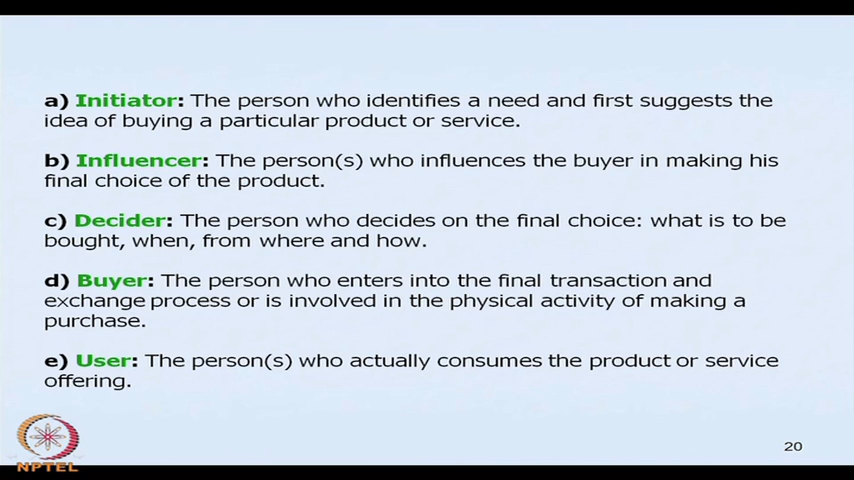 a) Initiator: The person who identifies a need and first suggests the
idea of buying a particular product or service.
b) Influencer: The person(s) who influences the buyer in making his
final choice of the product.
c) Decider: The person who decides on the final choice: what is to be
bought, when, from where and how.
d) Buyer: The person who enters into the final transaction and
exchange process or is involved in the physical activity of making a
purchase.
e) User: The person(s) who actually consumes the product or service
offering.
20
NPTEL